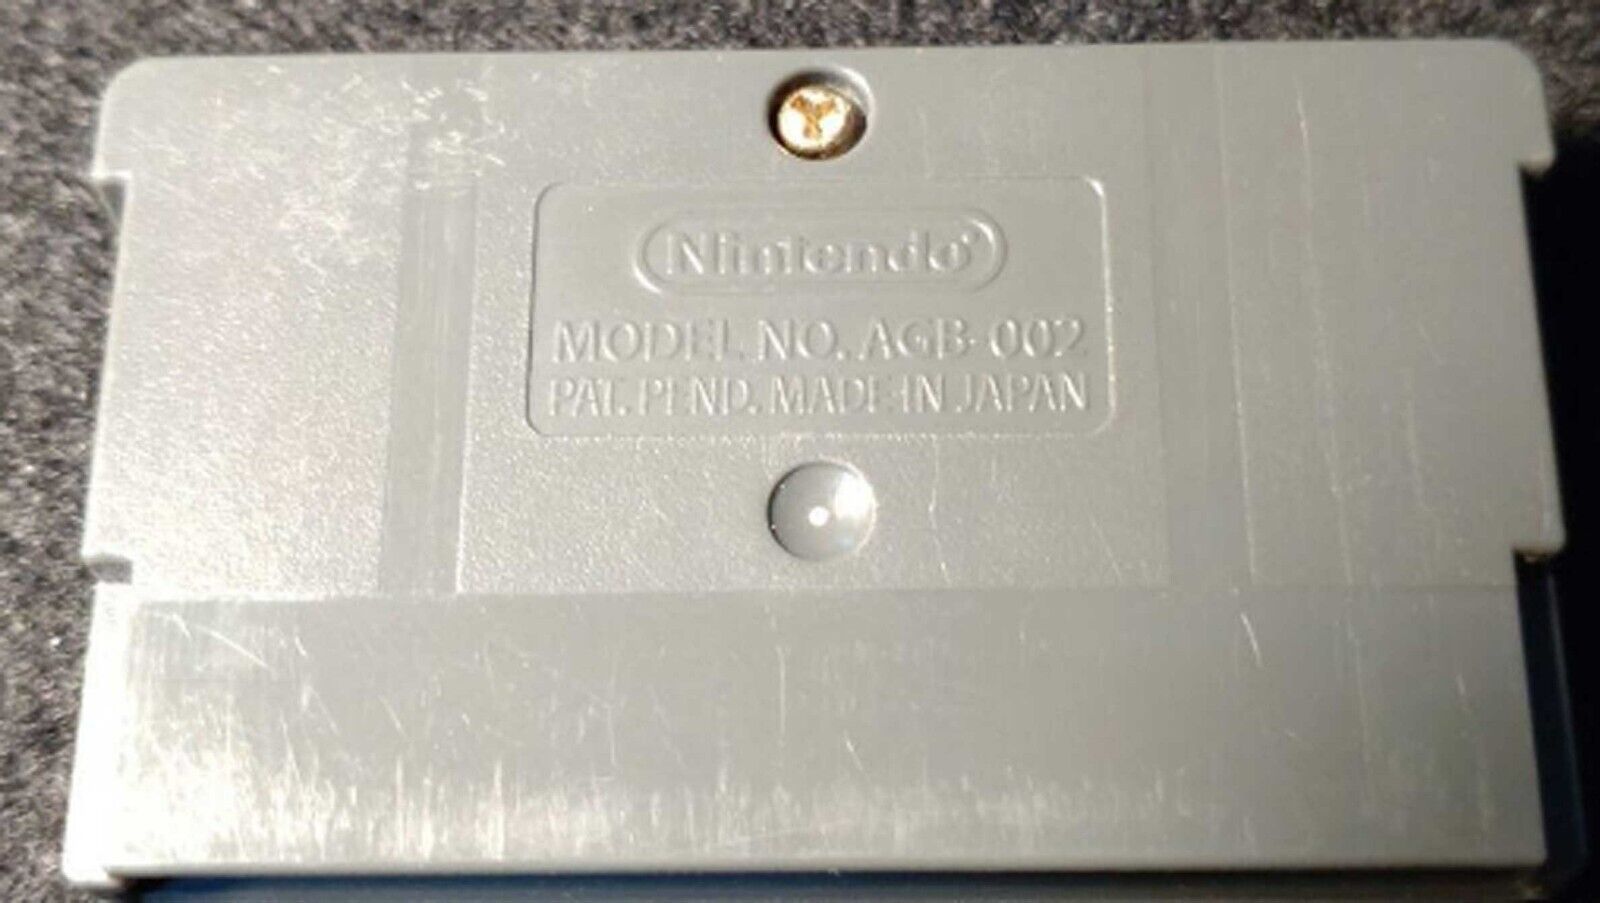 Nintendo®
MODEL NO. AGB-002
PAT. PEND. MADE IN JAPAN